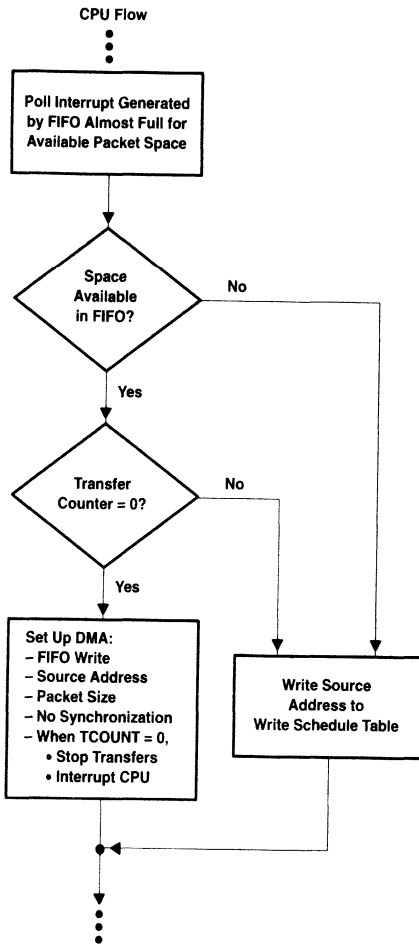 CPU Flow
Poll Interrupt Generated
by FIFO Almost Full for
Available Packet Space
Space
Available
in FIFO?
No
Yes
Transfer
Counter = 0?
No
Yes
Set Up DMA:
– FIFO Write
– Source Address
– Packet Size
– No Synchronization
– When TCOUNT = 0,
• Stop Transfers
• Interrupt CPU
Write Source
Address to
Write Schedule Table